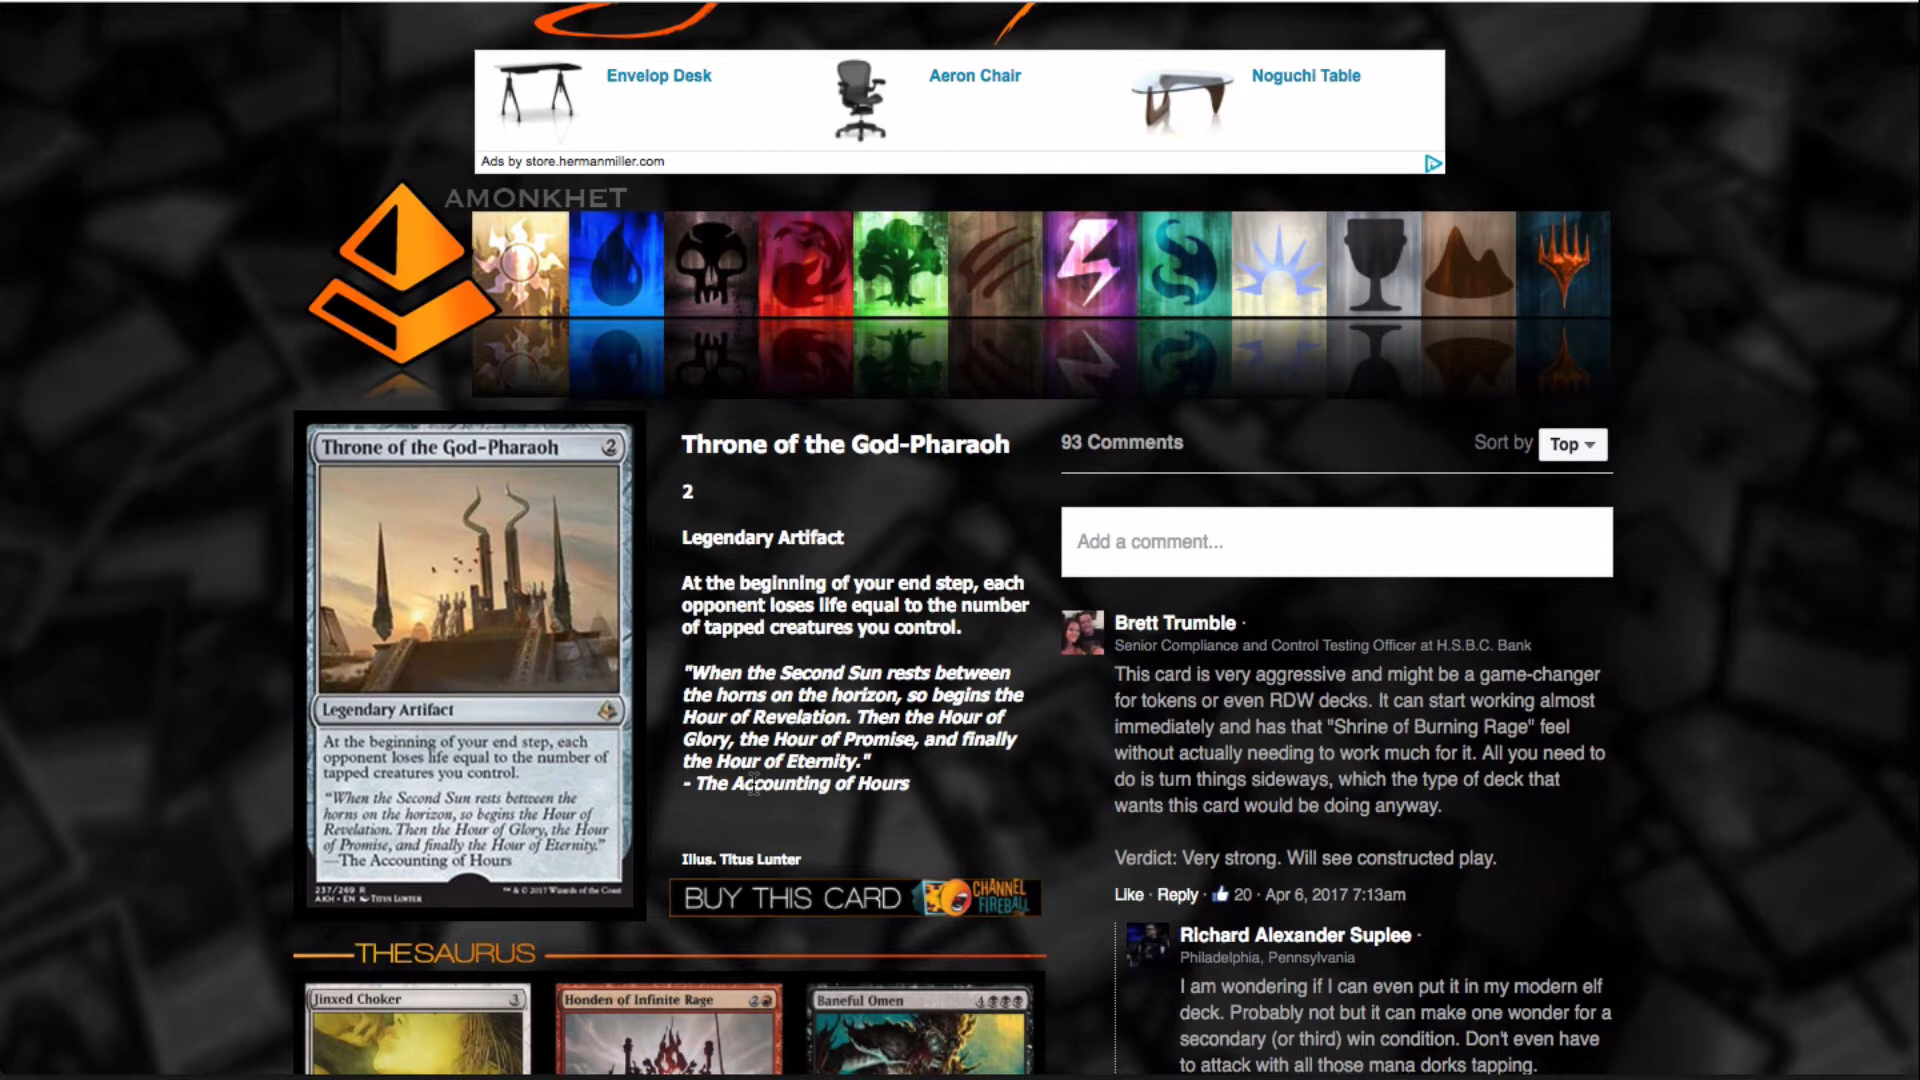 Envelop Desk
Aeron Chair
Noguchi Table
Ads by store.hermanmiller.com
AMONKHET
Throne of the God-Pharaoh 2
Legendary Artifact
At the beginning of your end step, each
opponent loses life equal to the number of
tapped creatures you control.
"When the Second Sun rests between the
horns on the horizon, so begins the Hour of
Revelation. Then the Hour of Glory, the Hour
of Promise, and finally the Hour of Eternity."
—The Accounting of Hours
237/269 R
AKH • EN Titus Lunter
™ & © 2017 Wizards of the Coast
Throne of the God-Pharaoh
2
Legendary Artifact
At the beginning of your end step, each
opponent loses life equal to the number
of tapped creatures you control.
"When the Second Sun rests between
the horns on the horizon, so begins the
Hour of Revelation. Then the Hour of
Glory, the Hour of Promise, and finally
the Hour of Eternity."
- The Accounting of Hours
Illus. Titus Lunter
BUY THIS CARD CHANNEL
FIREBALL
THESAURUS
Jinxed Choker 3
Honden of Infinite Rage 2
Baneful Omen 4
93 Comments
Sort by Top
Add a comment...
Brett Trumble ·
Senior Compliance and Control Testing Officer at H.S.B.C. Bank
This card is very aggressive and might be a game-changer
for tokens or even RDW decks. It can start working almost
immediately and has that "Shrine of Burning Rage" feel
without actually needing to work much for it. All you need to
do is turn things sideways, which the type of deck that
wants this card would be doing anyway.
Verdict: Very strong. Will see constructed play.
Like · Reply · 20 · Apr 6, 2017 7:13am
Richard Alexander Suplee ·
Philadelphia, Pennsylvania
I am wondering if I can even put it in my modern elf
deck. Probably not but it can make one wonder for a
secondary (or third) win condition. Don't even have
to attack with all those mana dorks tapping.